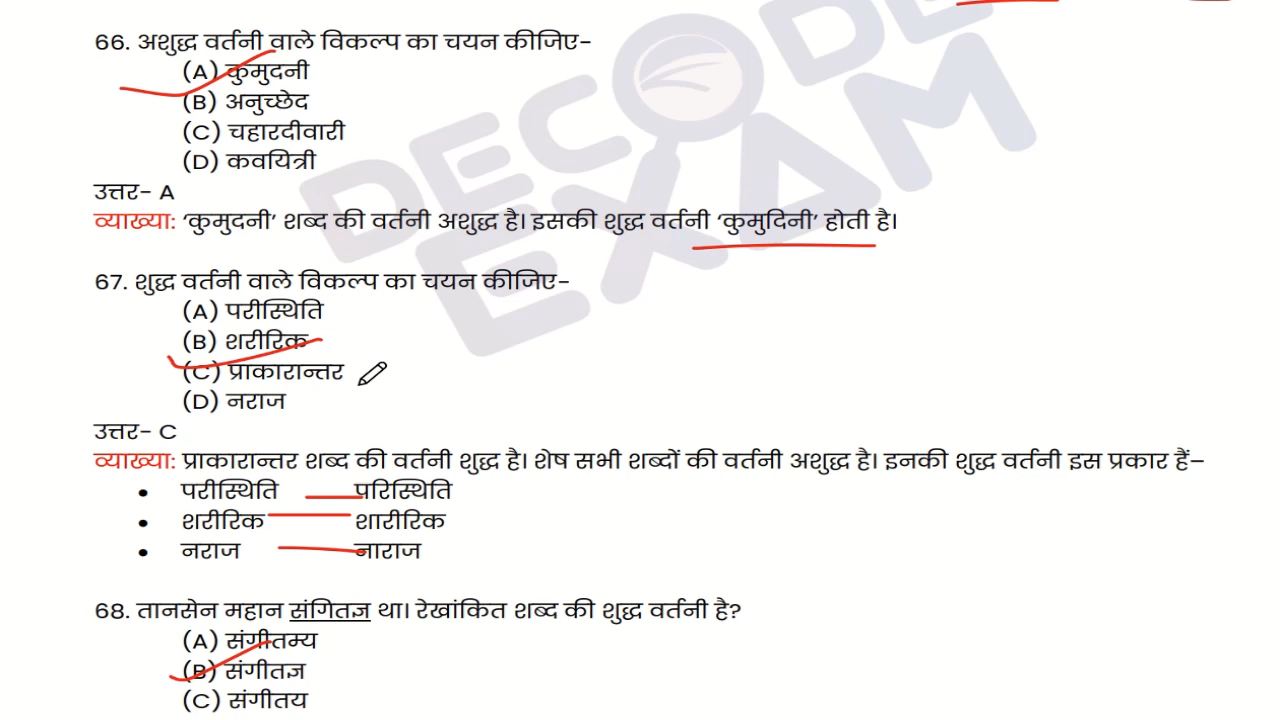 66. अशुद्ध वर्तनी वाले विकल्प का चयन कीजिए-
(A) कुमुदनी
(B) अनुच्छेद
(C) चहारदीवारी
(D) कवयित्री
उत्तर- A
व्याख्या: ‘कुमुदनी’ शब्द की वर्तनी अशुद्ध है। इसकी शुद्ध वर्तनी ‘कुमुदिनी’ होती है।
67. शुद्ध वर्तनी वाले विकल्प का चयन कीजिए-
(A) परीस्थिति
(B) शरीरिक
(C) प्राकारान्तर
(D) नराज
उत्तर- C
व्याख्या: प्राकारान्तर शब्द की वर्तनी शुद्ध है। शेष सभी शब्दों की वर्तनी अशुद्ध है। इनकी शुद्ध वर्तनी इस प्रकार हैं–
• परीस्थिति परिस्थिति
• शरीरिक शारीरिक
• नराज नाराज
68. तानसेन महान संगितज्ञ था। रेखांकित शब्द की शुद्ध वर्तनी है?
(A) संगीतम्य
(B) संगीतज्ञ
(C) संगीतय
DECODE EXAM